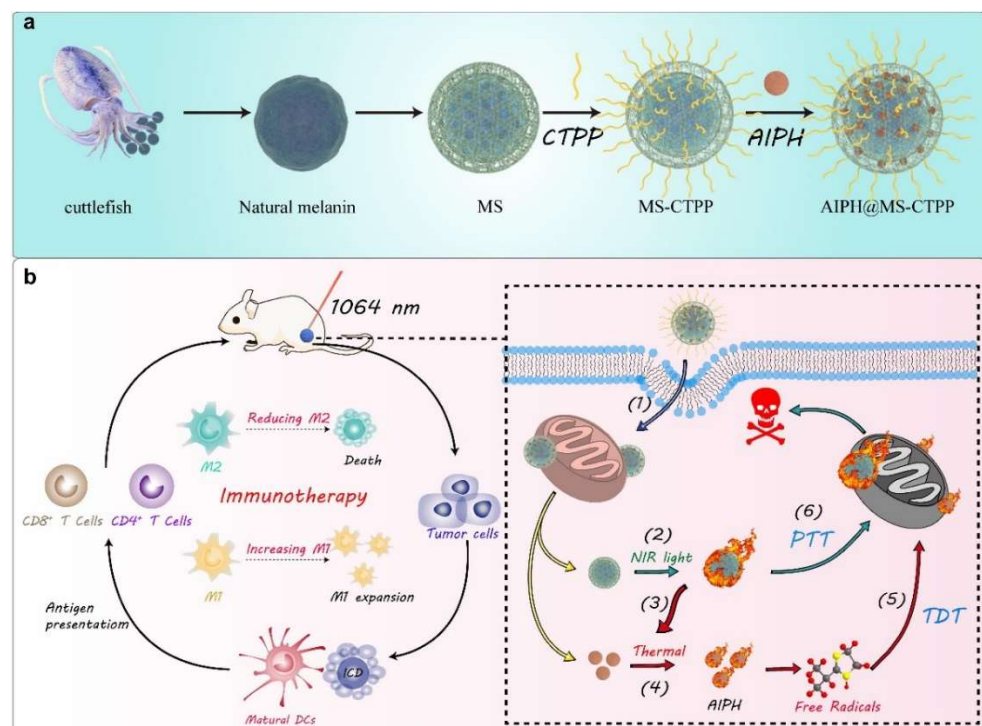 a
CTPP
AIPH
cuttlefish
Natural melanin
MS
MS-CTPP
AIPH@MS-CTPP
b
1064 nm
Reducing M2
M2
Death
Immunotherapy
CD8+ T Cells
CD4+ T Cells
Tumor cells
Increasing M1
M1
M1 expansion
Antigen
presentatiom
ICD
Matural DCs
(1)
(2)
NIR light
(3)
Thermal
(4)
AIPH
Free Radicals
(5)
TDT
(6)
PTT